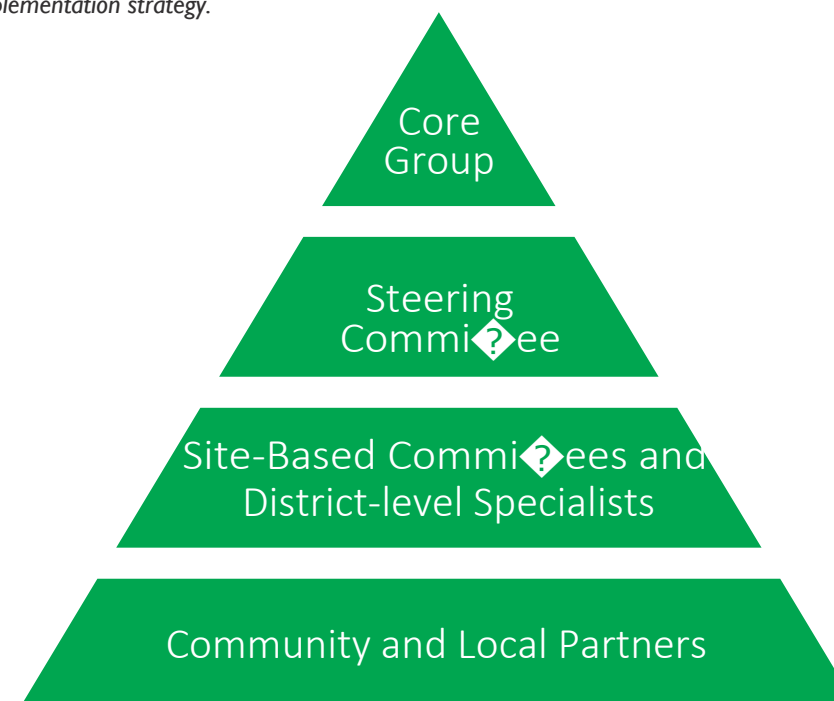 plementation strategy.
Core
Group
Steering
Commi�ee
Site-Based Commi�ees and
District-level Specialists
Community and Local Partners